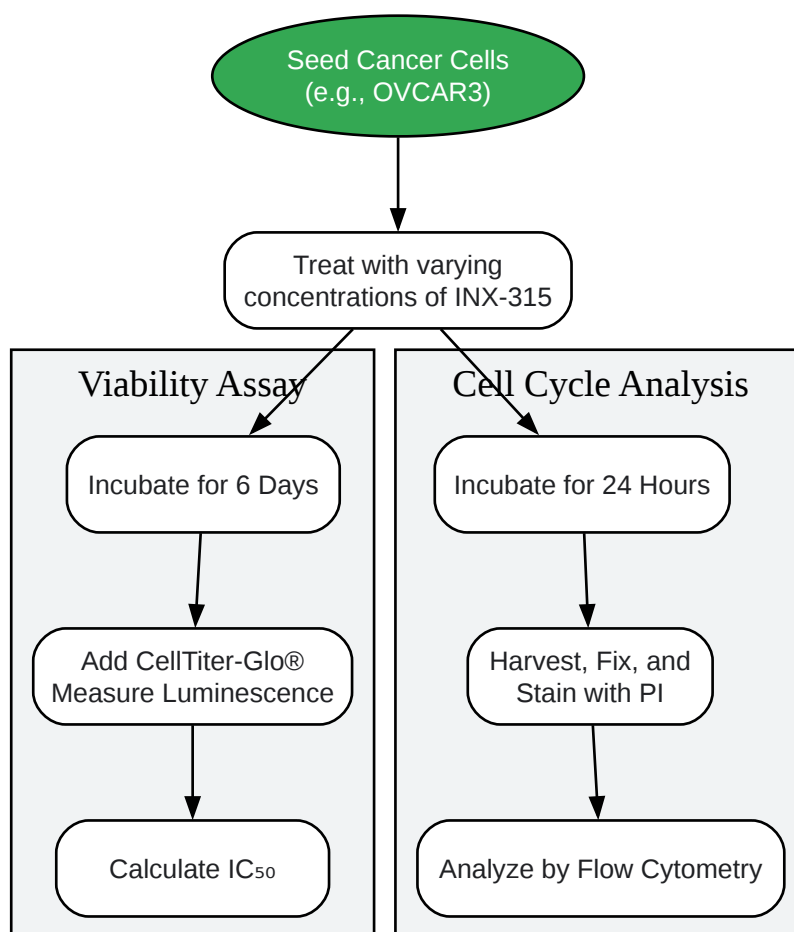 Seed Cancer Cells
(e.g., OVCAR3)
Treat with varying
concentrations of INX-315
Viability Assay
Incubate for 6 Days
Add CellTiter-Glo®
Measure Luminescence
Calculate IC₅₀
Cell Cycle Analysis
Incubate for 24 Hours
Harvest, Fix, and
Stain with PI
Analyze by Flow Cytometry